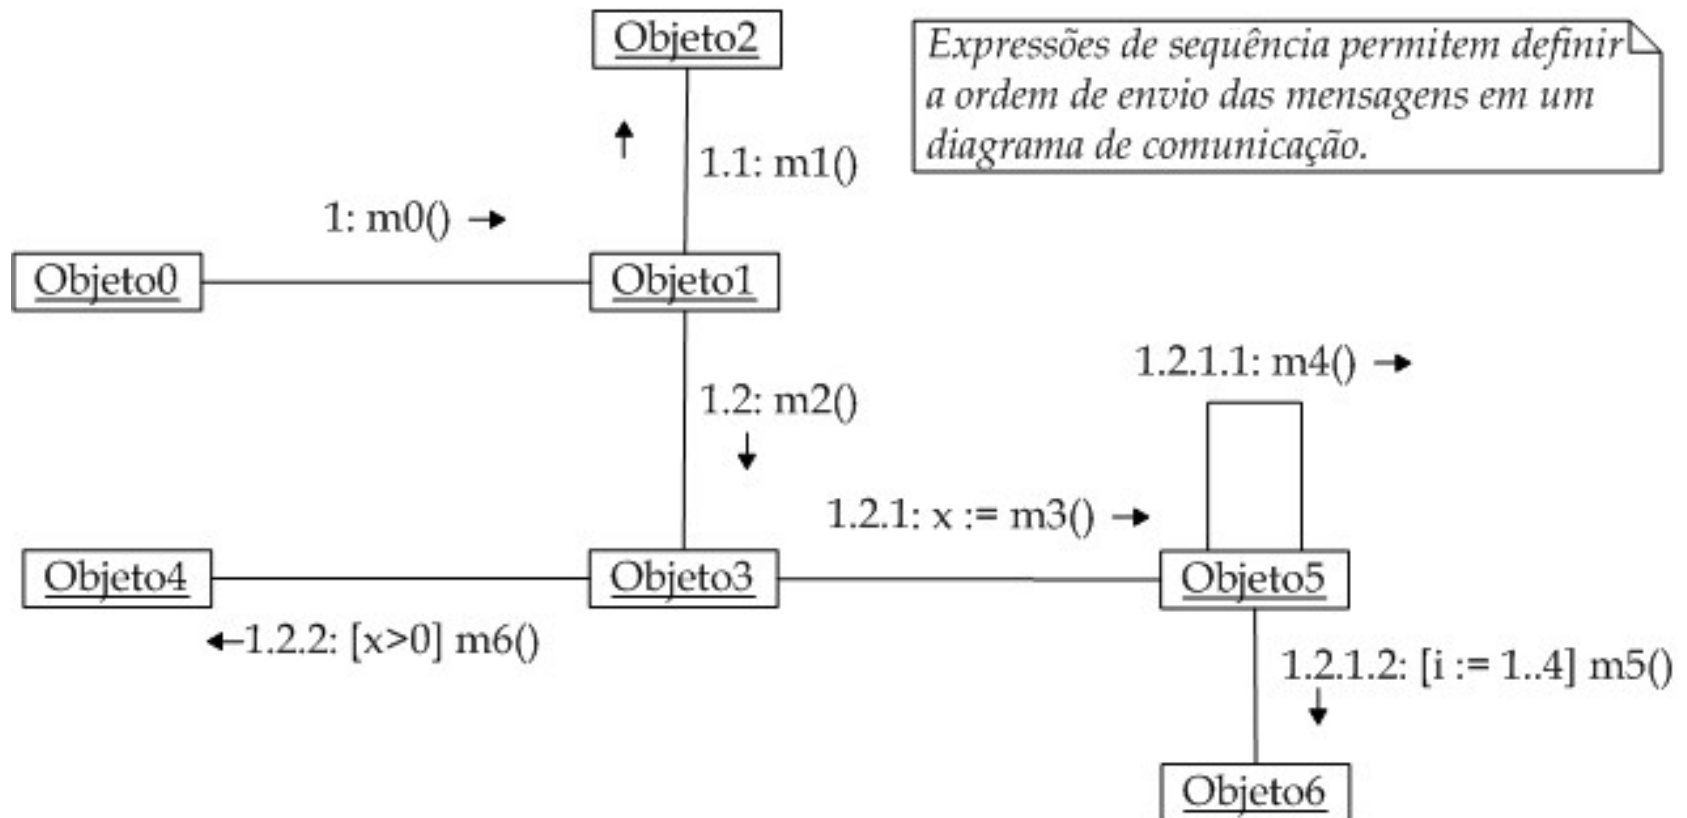 Objeto2
Expressões de sequência permitem definir
a ordem de envio das mensagens em um
diagrama de comunicação.
1.1: m1()
1: m0()
Objeto0
Objeto1
1.2.1.1: m4()
1.2: m2()
1.2.1: x := m3()
Objeto4
Objeto3
Objeto5
1.2.2: [x>0] m6()
1.2.1.2: [i := 1..4] m5()
Objeto6